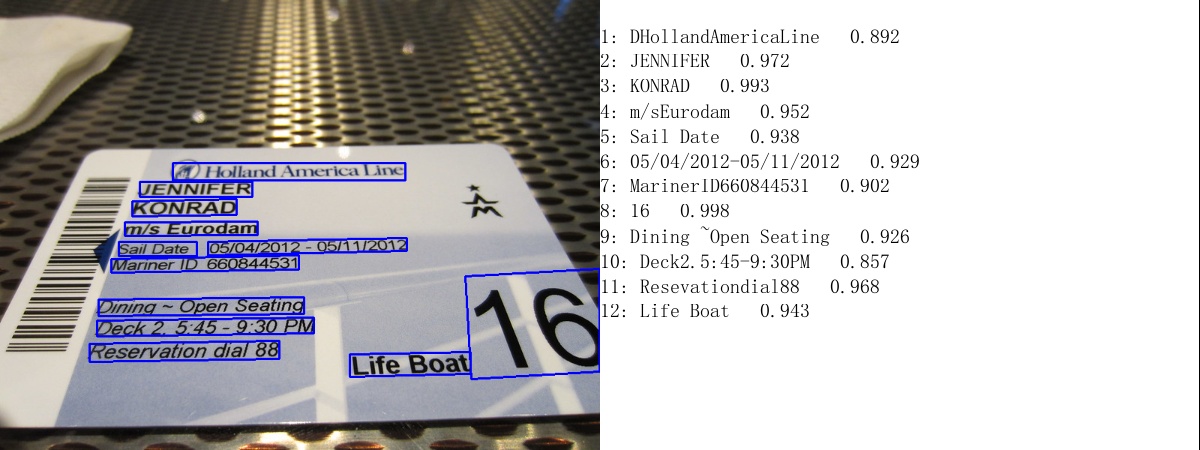 Holland America Line
JENNIFER
KONRAD
m/s Eurodam
Sail Date 05/04/2012 - 05/11/2012
Mariner ID 660844531
Dining ~ Open Seating
Deck 2. 5:45 - 9:30 PM
Reservation dial 88
Life Boat 16
1: DHollandAmericaLine 0.892
2: JENNIFER 0.972
3: KONRAD 0.993
4: m/sEurodam 0.952
5: Sail Date 0.938
6: 05/04/2012-05/11/2012 0.929
7: MarinerID660844531 0.902
8: 16 0.998
9: Dining ~Open Seating 0.926
10: Deck2.5:45-9:30PM 0.857
11: Resevationdial88 0.968
12: Life Boat 0.943